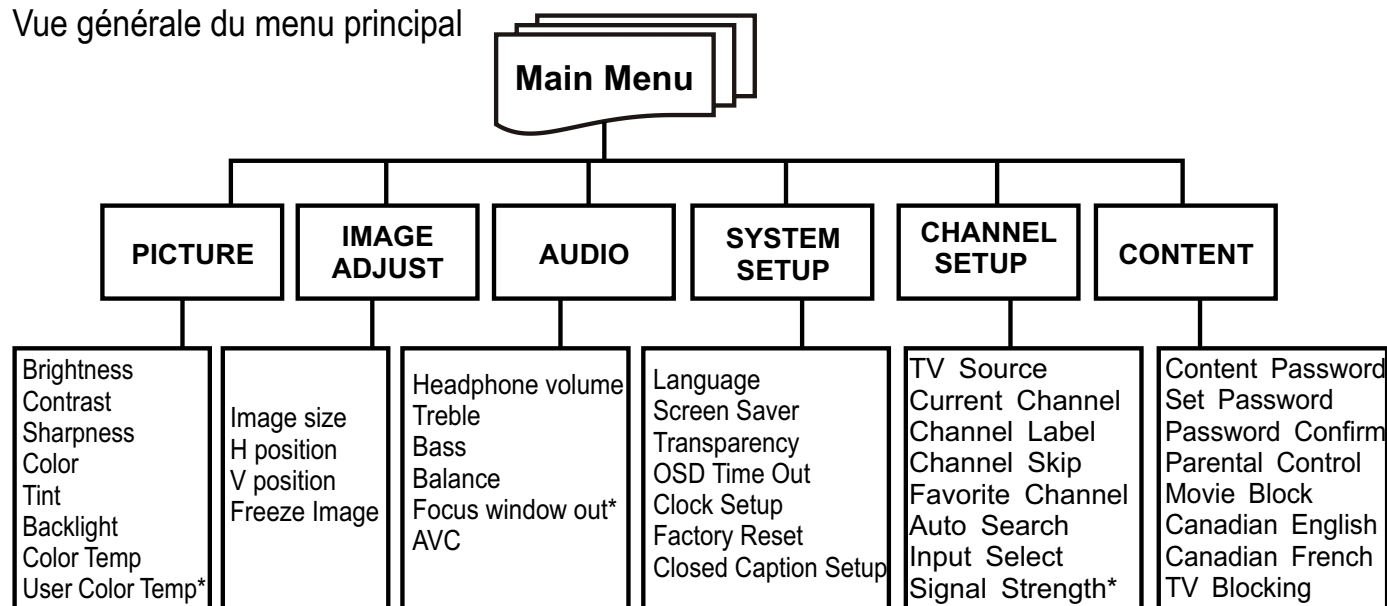 Vue générale du menu principal
Main Menu
PICTURE
IMAGE
ADJUST
AUDIO
SYSTEM
SETUP
CHANNEL
SETUP
CONTENT
Brightness
Contrast
Sharpness
Color
Tint
Backlight
Color Temp
User Color Temp*
Image size
H position
V position
Freeze Image
Headphone volume
Treble
Bass
Balance
Focus window out*
AVC
Language
Screen Saver
Transparency
OSD Time Out
Clock Setup
Factory Reset
Closed Caption Setup
TV Source
Current Channel
Channel Label
Channel Skip
Favorite Channel
Auto Search
Input Select
Signal Strength*
Content Password
Set Password
Password Confirm
Parental Control
Movie Block
Canadian English
Canadian French
TV Blocking